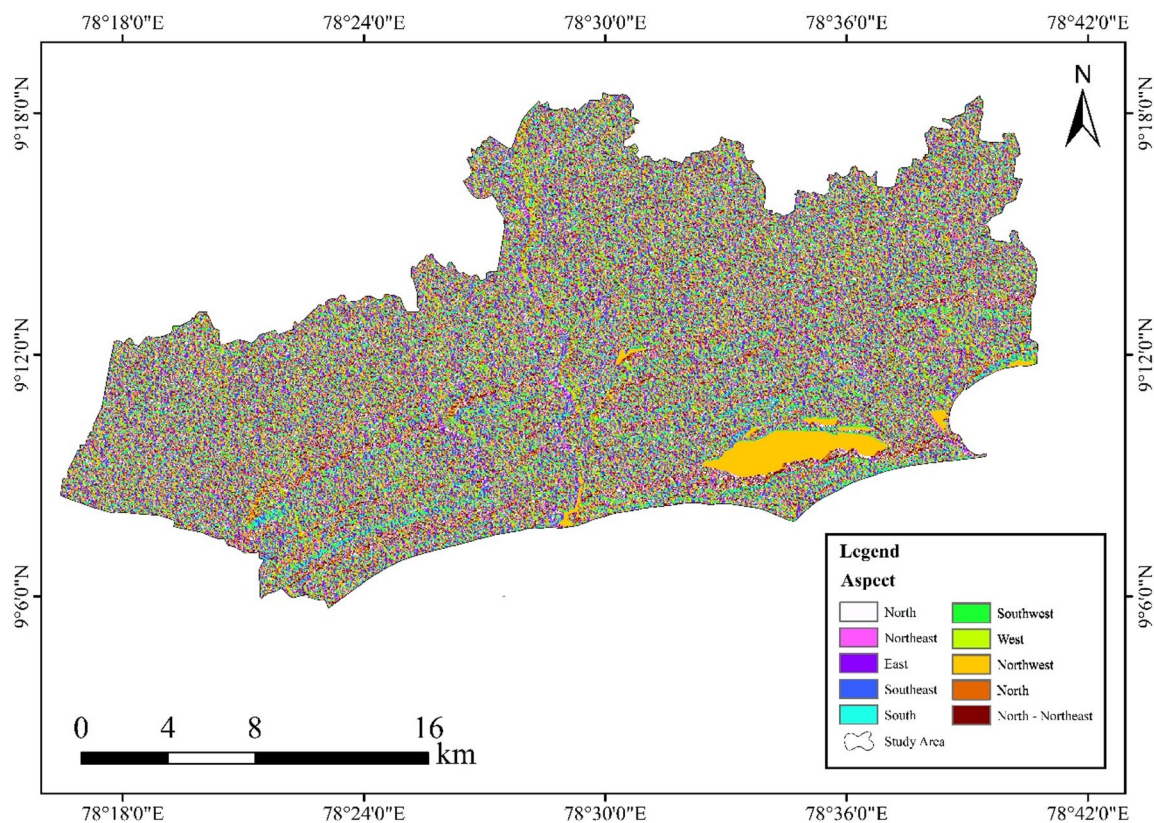 78°18'0"E 78°24'0"E 78°30'0"E 78°36'0"E 78°42'0"E
N
9°18'0"N 9°18'0"N
9°12'0"N 9°12'0"N
9°6'0"N 9°6'0"N
Legend
Aspect
North Southwest
Northeast West
East Northwest
Southeast North
South North - Northeast
Study Area
0 4 8 16
km
78°18'0"E 78°24'0"E 78°30'0"E 78°36'0"E 78°42'0"E